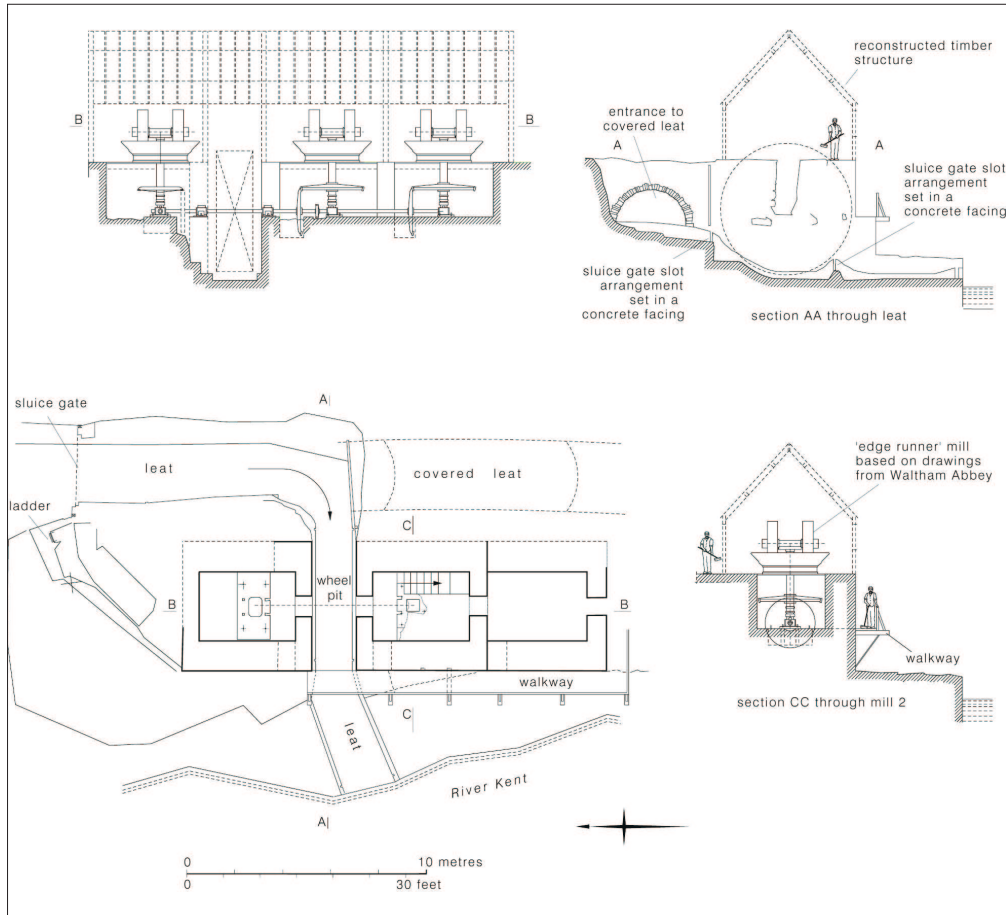 B
B
reconstructed timber
structure
entrance to
covered leat
A
A
sluice gate slot
arrangement
set in a
concrete facing
sluice gate slot
arrangement
set in a
concrete facing
section AA through leat
A
sluice gate
leat
covered leat
ladder
C
wheel
pit
B
B
walkway
C
leat
River Kent
A
'edge runner' mill
based on drawings
from Waltham Abbey
walkway
section CC through mill 2
0
10 metres
0
30 feet